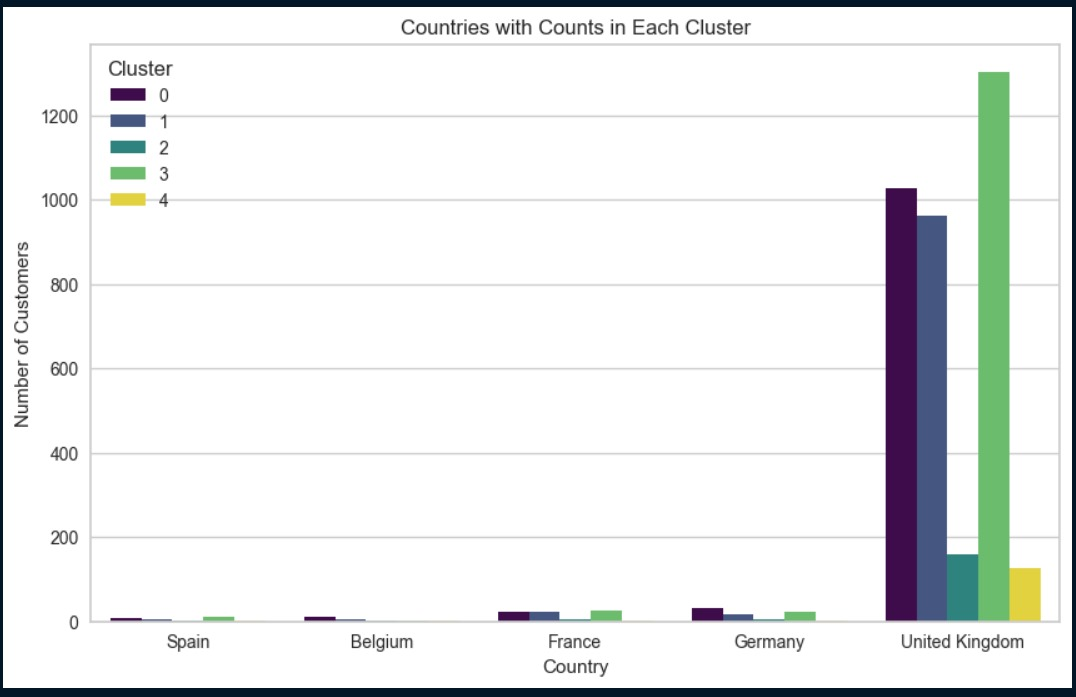 Countries with Counts in Each Cluster
Cluster
0
1
2
3
4
1200
1000
800
600
400
200
0
Number of Customers
Spain Belgium France Germany United Kingdom
Country